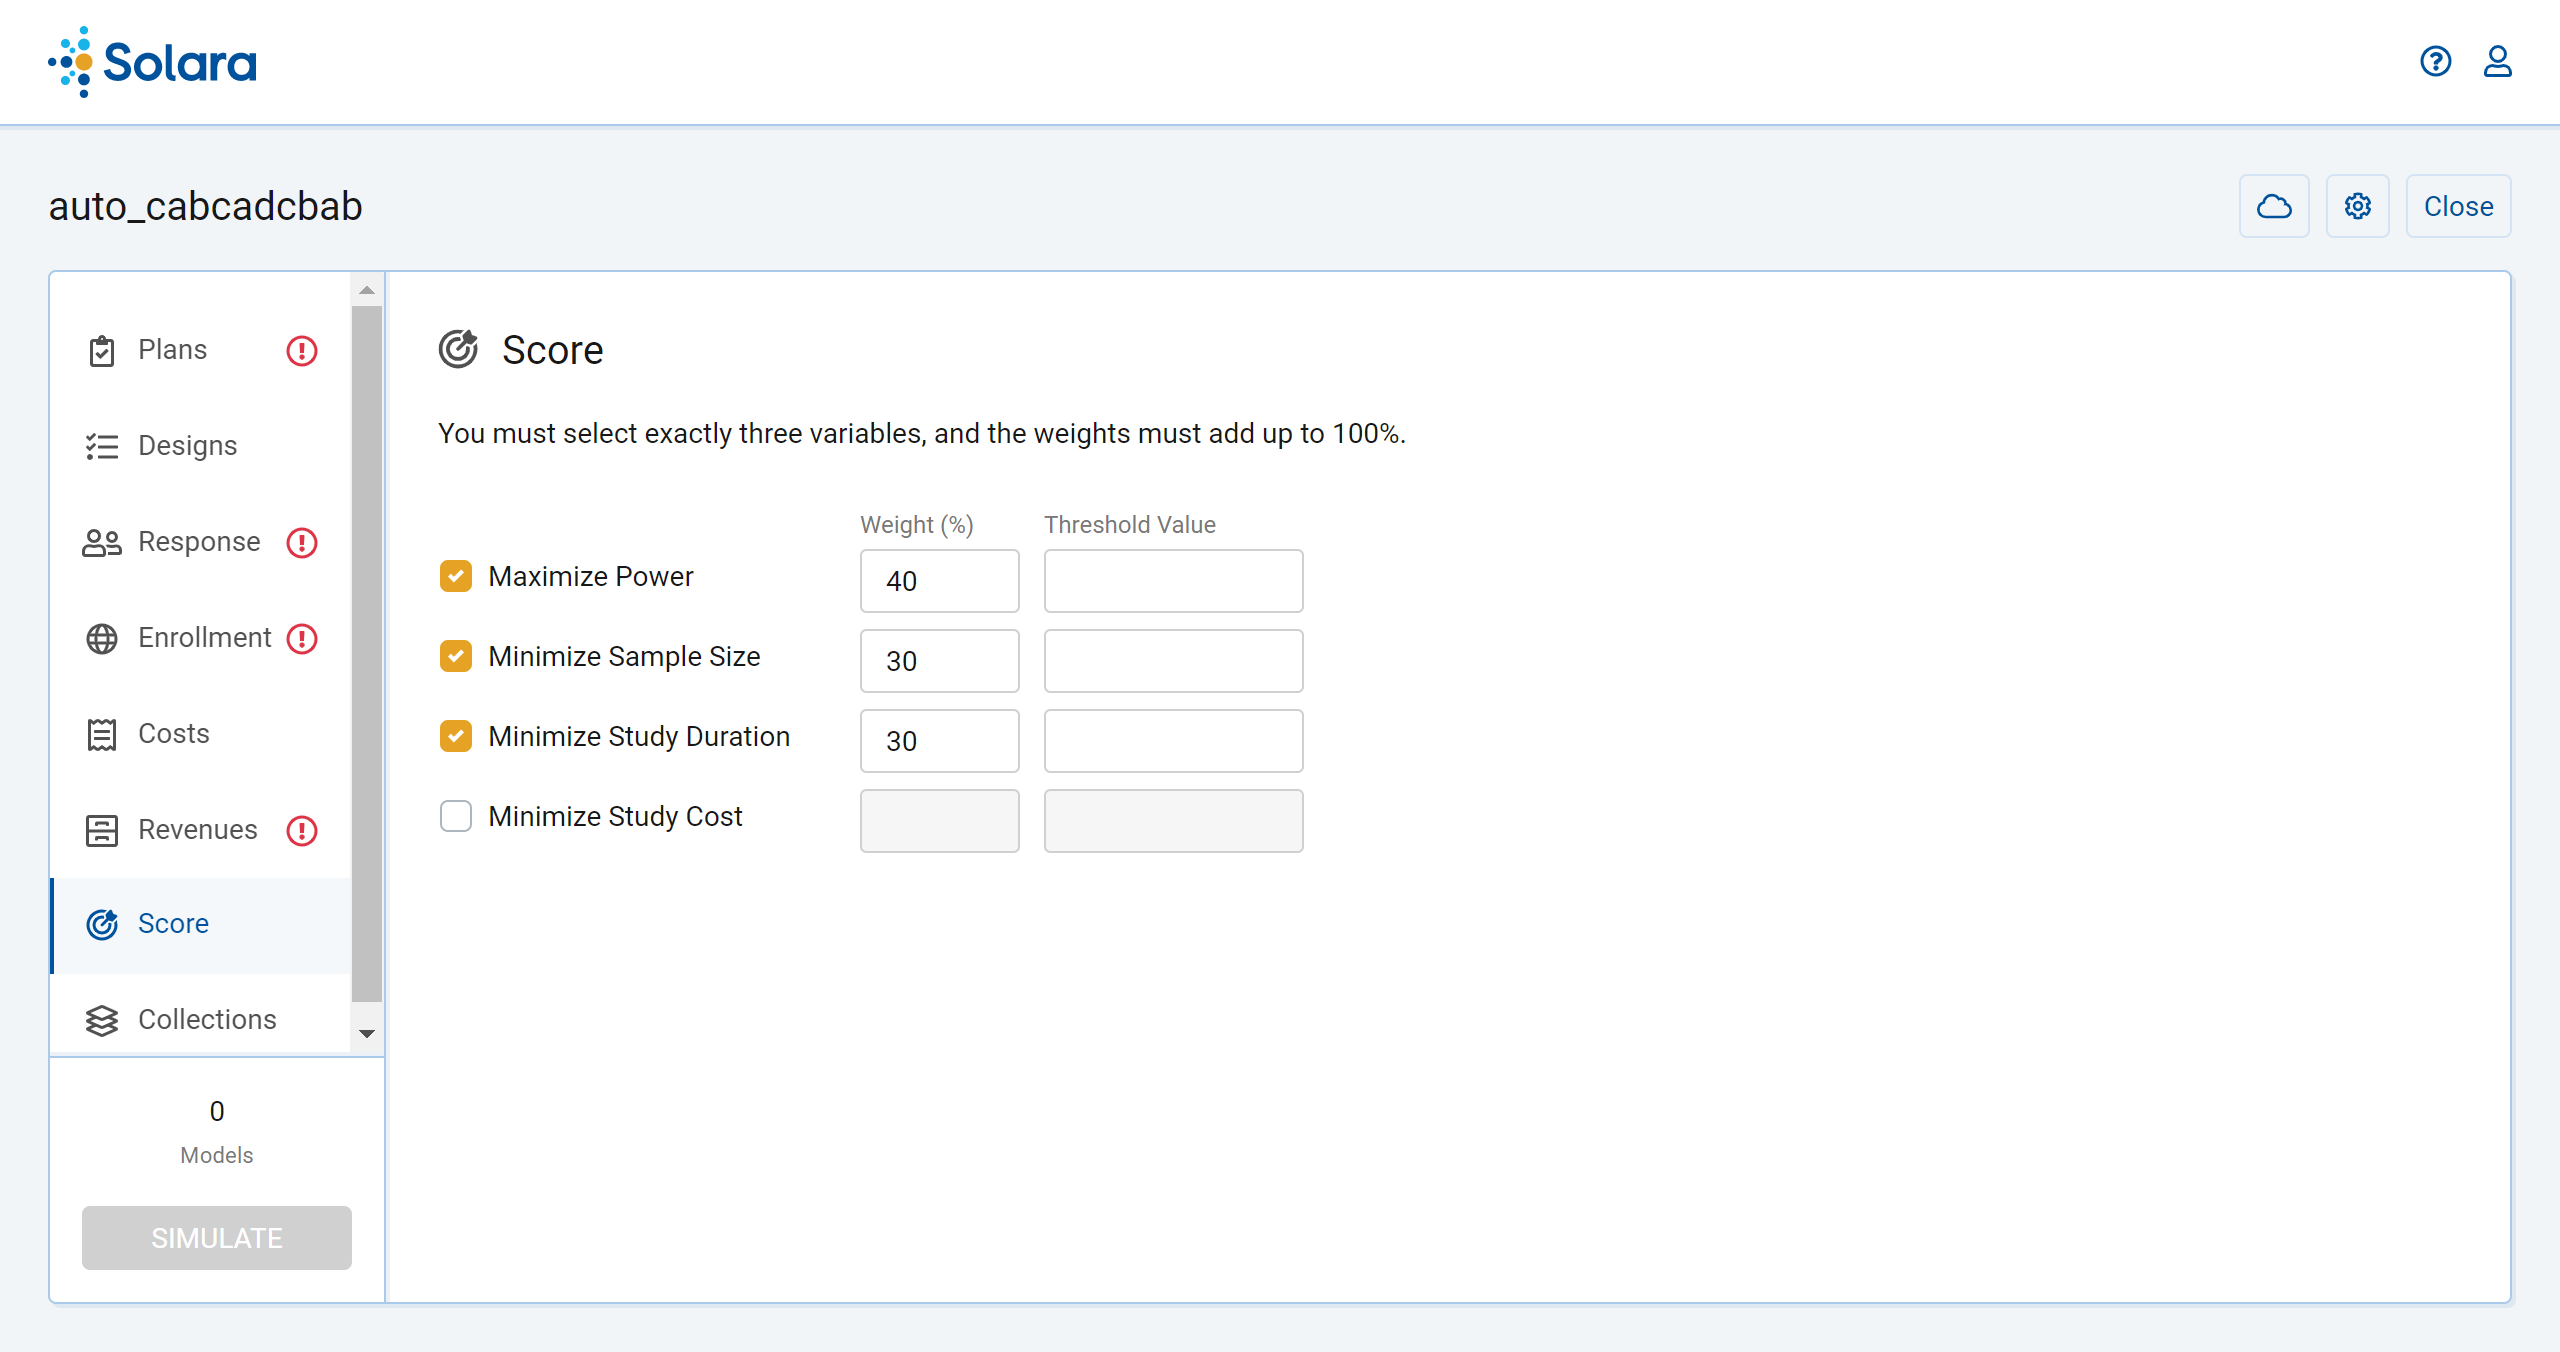 Solara
auto_cabcadcbab
Close
Plans
Designs
Response
Enrollment
Costs
Revenues
Score
Collections
0
Models
SIMULATE
Score
You must select exactly three variables, and the weights must add up to 100%.
Weight (%) Threshold Value
Maximize Power 40
Minimize Sample Size 30
Minimize Study Duration 30
Minimize Study Cost